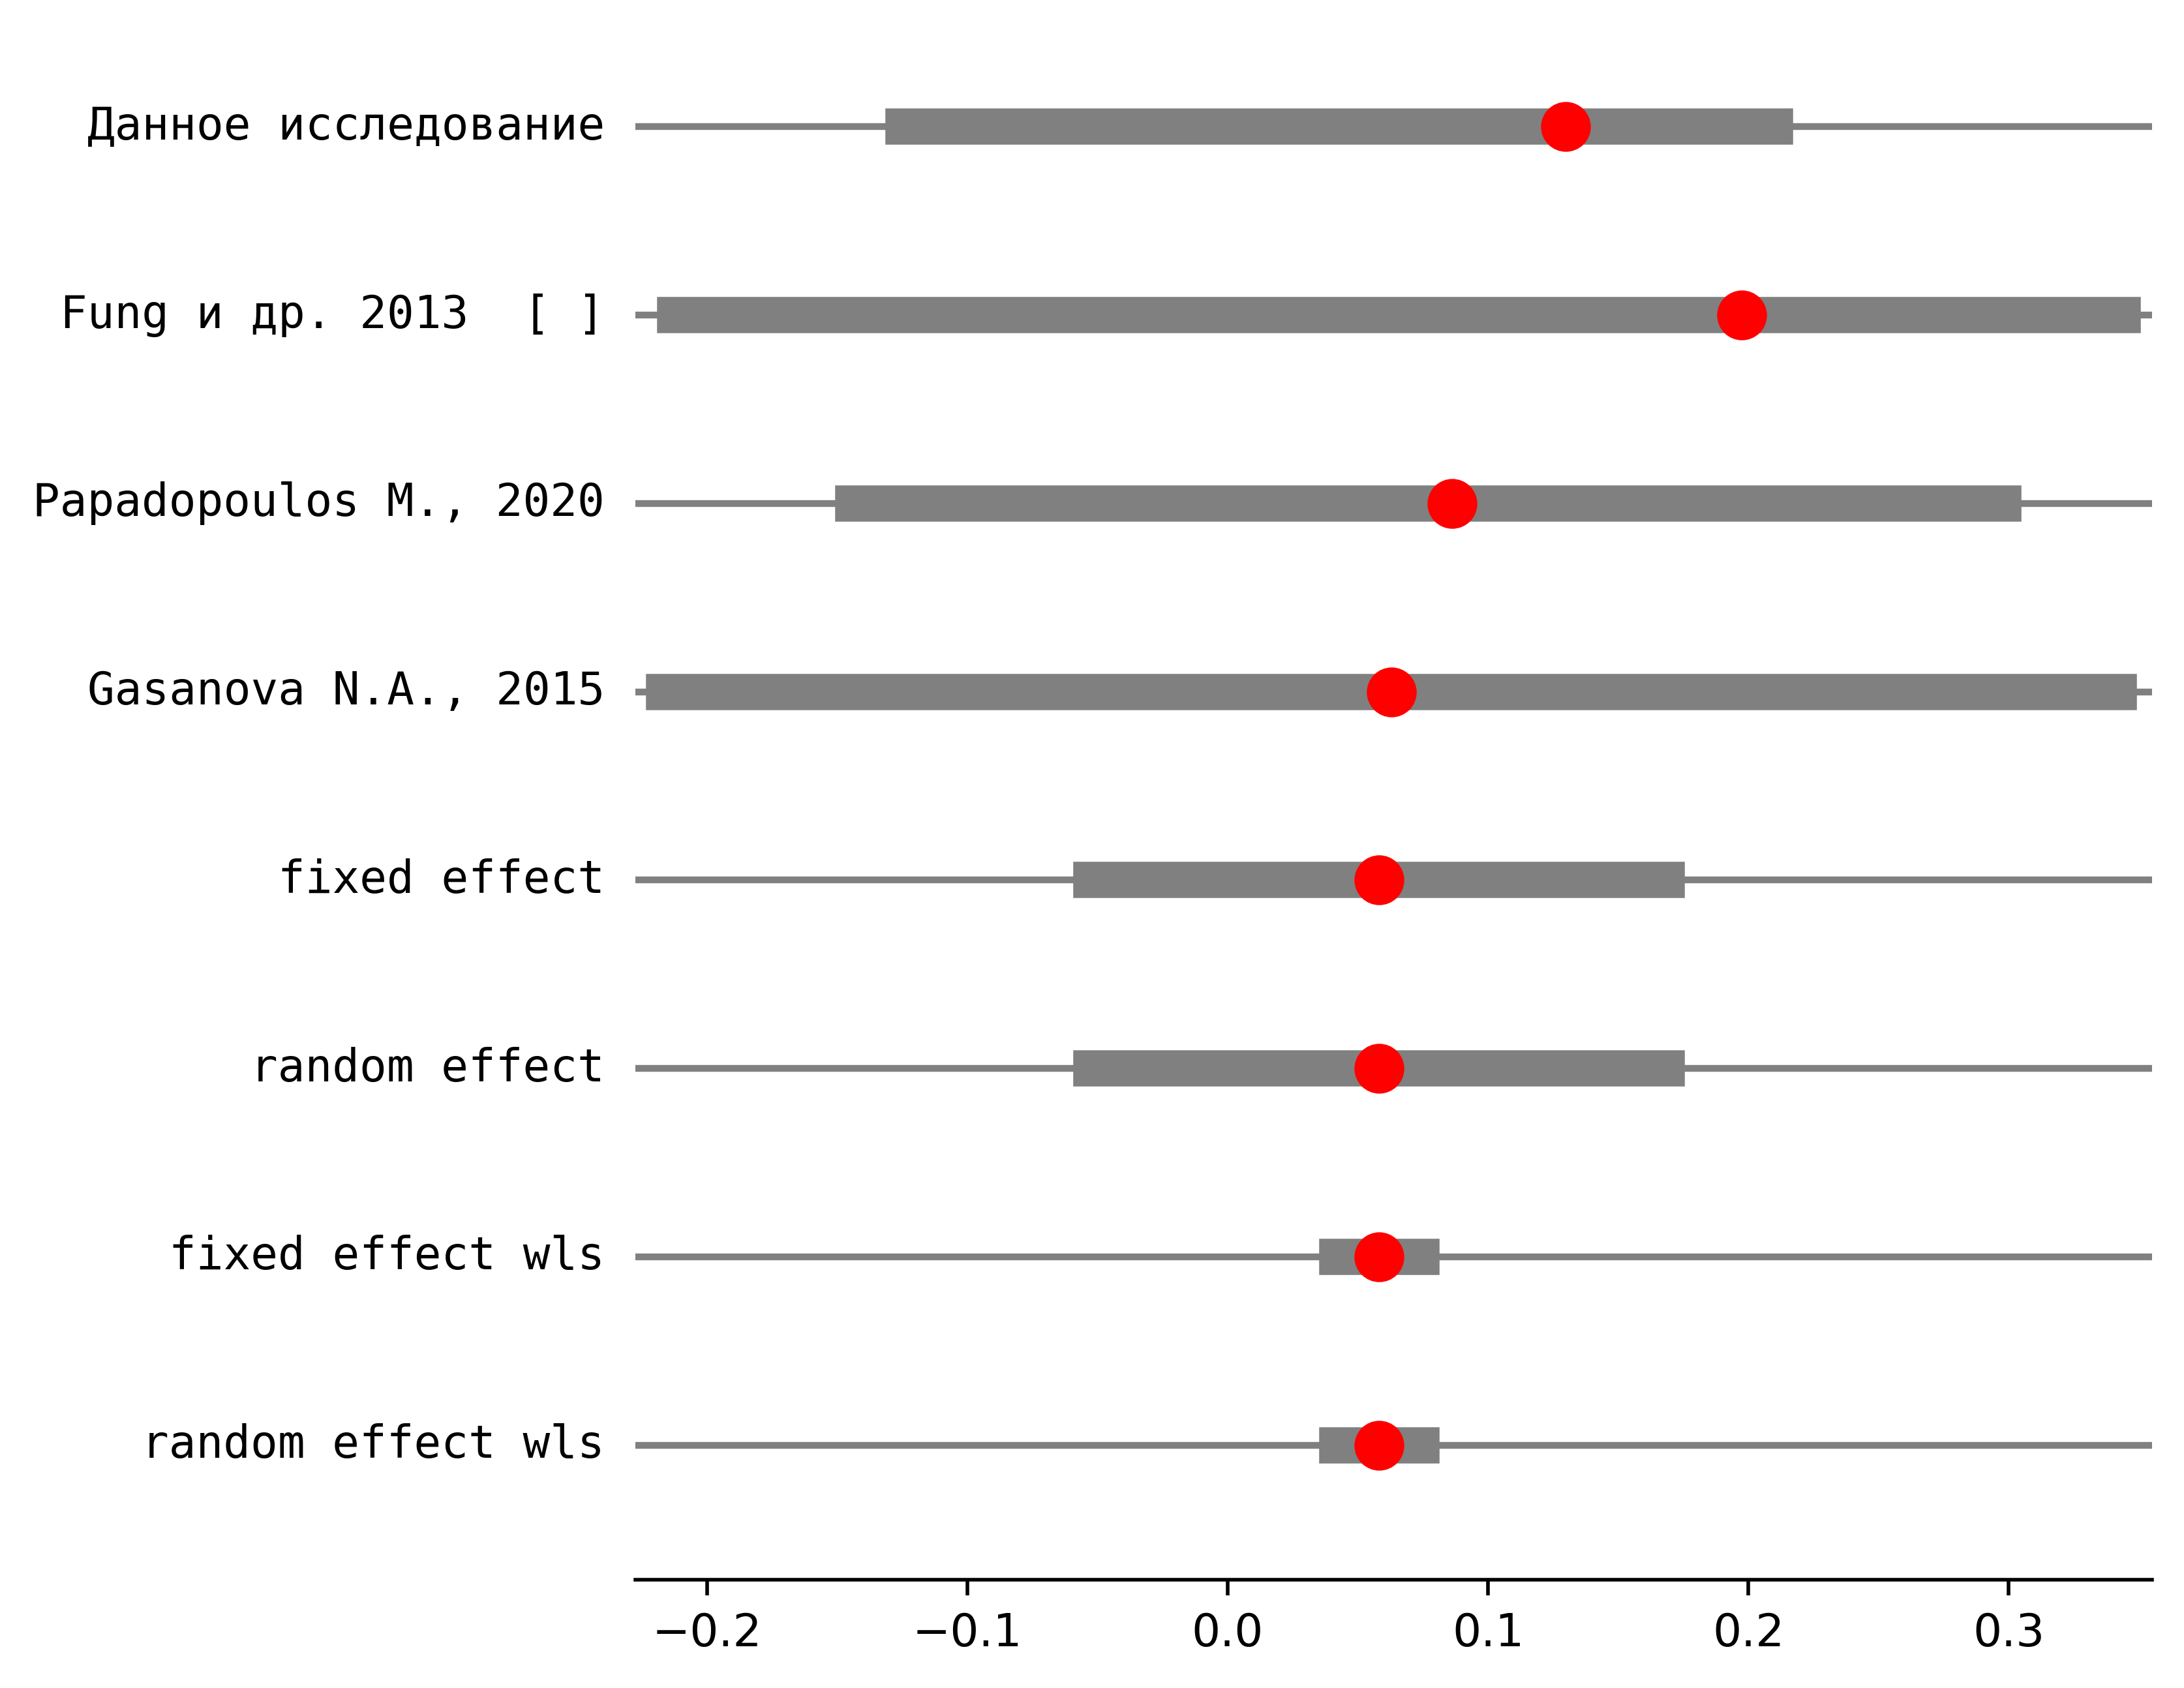 Данное исследование
Fung и др. 2013  [ ]
Papadopoulos M., 2020
Gasanova N.A., 2015
fixed effect
random effect
fixed effect wls
random effect wls
−0.2 −0.1 0.0 0.1 0.2 0.3